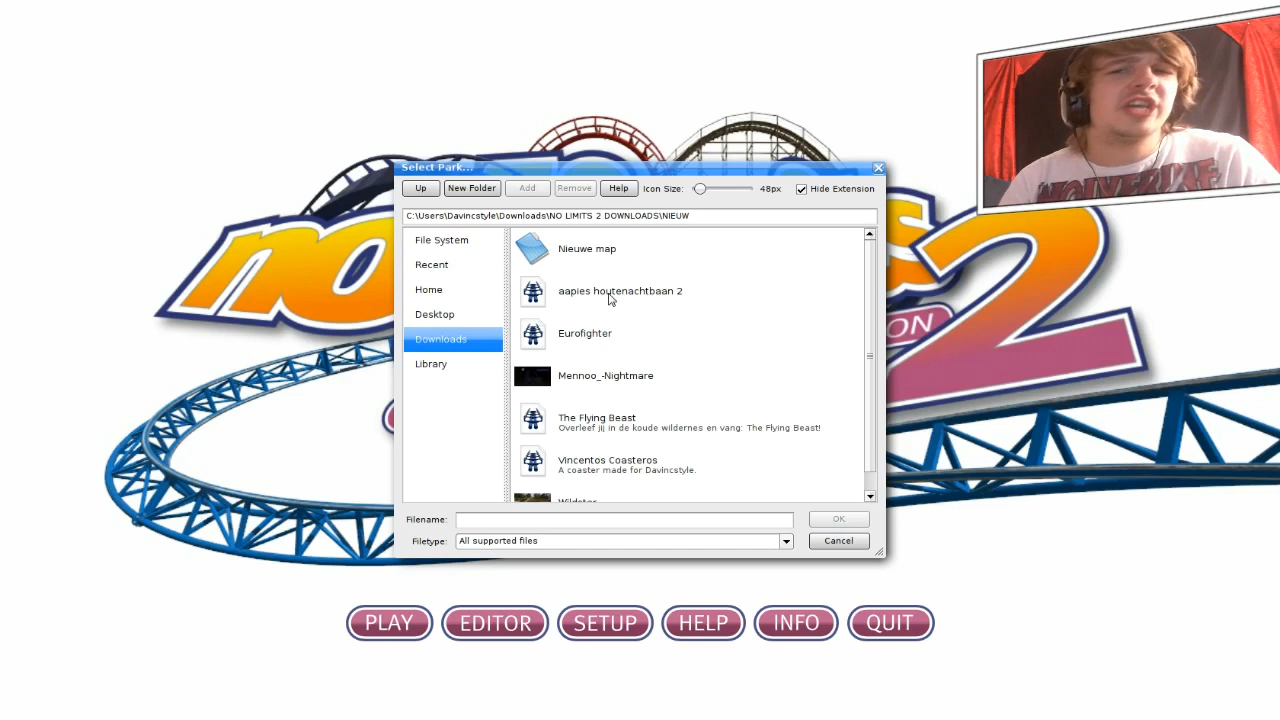 Select Park...
Up New Folder Add Remove Help Icon Size: 48px Hide Extension
C:\Users\Davincstyle\Downloads\NO LIMITS 2 DOWNLOADS\NIEUW
File System
Recent
Home
Desktop
Downloads
Library
Nieuwe map
aapies houtenachtbaan 2
Eurofighter
Mennoo_-Nightmare
The Flying Beast
Overleef jij in de koude wildernes en vang: The Flying Beast!
Vincentos Coasteros
A coaster made for Davincstyle.
Filename: OK
Filetype: All supported files Cancel
no
2
ON
WOLVERINE
PLAY EDITOR SETUP HELP INFO QUIT